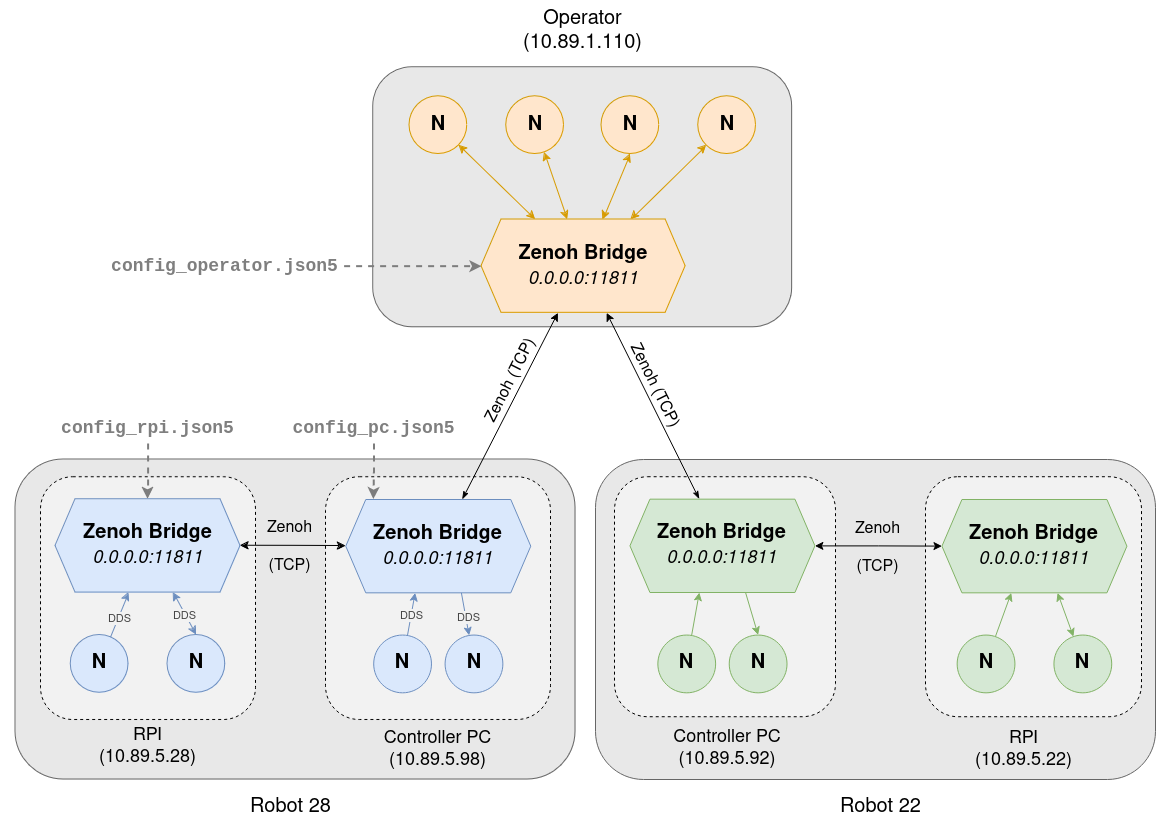 Operator
(10.89.1.110)
N
N
N
N
Zenoh Bridge
0.0.0.0:11811
config_operator.json5
Zenoh (TCP)
Zenoh (TCP)
config_rpi.json5
config_pc.json5
Zenoh Bridge
0.0.0.0:11811
Zenoh
(TCP)
Zenoh Bridge
0.0.0.0:11811
DDS
DDS
DDS
DDS
N
N
N
N
RPI
(10.89.5.28)
Controller PC
(10.89.5.98)
Robot 28
Zenoh Bridge
0.0.0.0:11811
Zenoh
(TCP)
Zenoh Bridge
0.0.0.0:11811
N
N
N
N
Controller PC
(10.89.5.92)
RPI
(10.89.5.22)
Robot 22